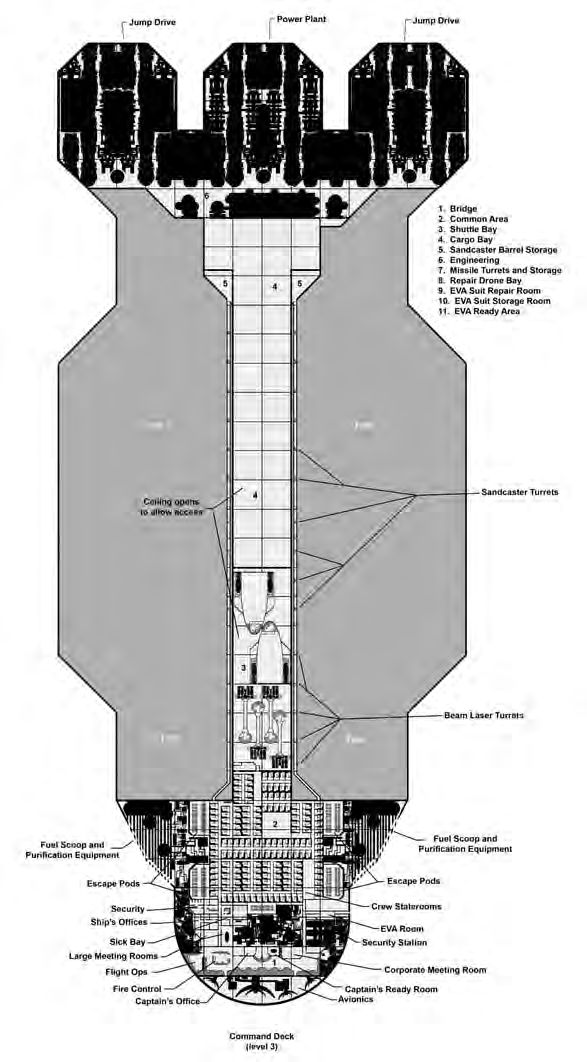 Jump Drive
Power Plant
Jump Drive
6
1. Bridge
2. Common Area
3. Shuttle Bay
4. Cargo Bay
5. Sandcaster Barrel Storage
6. Engineering
7. Missile Turrets and Storage
8. Repair Drone Bay
9. EVA Suit Repair Room
10. EVA Suit Storage Room
11. EVA Ready Area
5
4
5
Ceiling opens
to allow access
4
Sandcaster Turrets
3
Beam Laser Turrets
2
Fuel Scoop and
Purification Equipment
Fuel Scoop and
Purification Equipment
Escape Pods
Escape Pods
Security
Crew Staterooms
Ship's Offices
EVA Room
Sick Bay
Security Station
Large Meeting Rooms
1
Flight Ops
Corporate Meeting Room
Fire Control
Captain's Ready Room
Captain's Office
Avionics
Command Deck
(level 3)